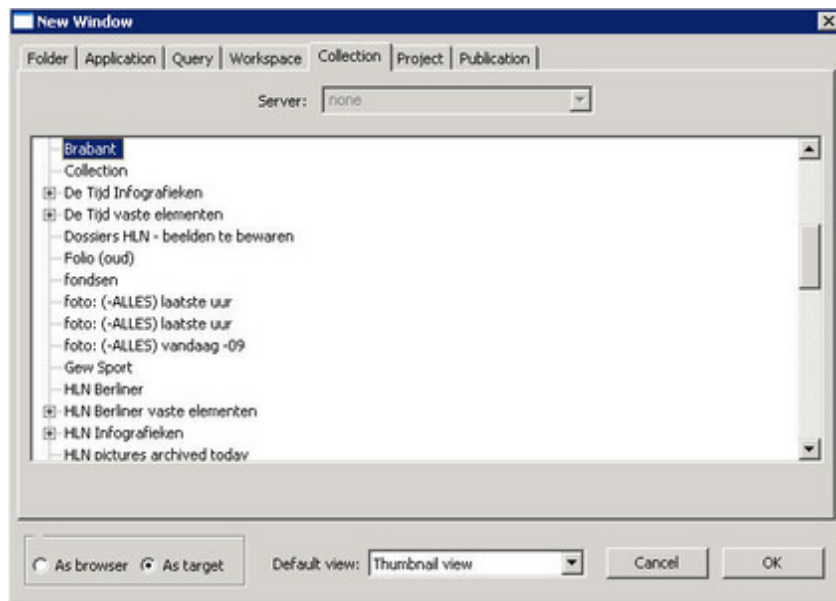 New Window
Folder Application Query Workspace Collection Project Publication
Server: none
Brabant
Collection
De Tijd Infografieken
De Tijd vaste elementen
Dossiers HLN - beelden te bewaren
Folio (oud)
fondsen
foto: (-ALLES) laatste uur
foto: (-ALLES) laatste uur
foto: (-ALLES) vandaag -09
Gew Sport
HLN Berliner
HLN Berliner vaste elementen
HLN Infografieken
HLN pictures archived today
As browser As target Default view: Thumbnail view Cancel OK